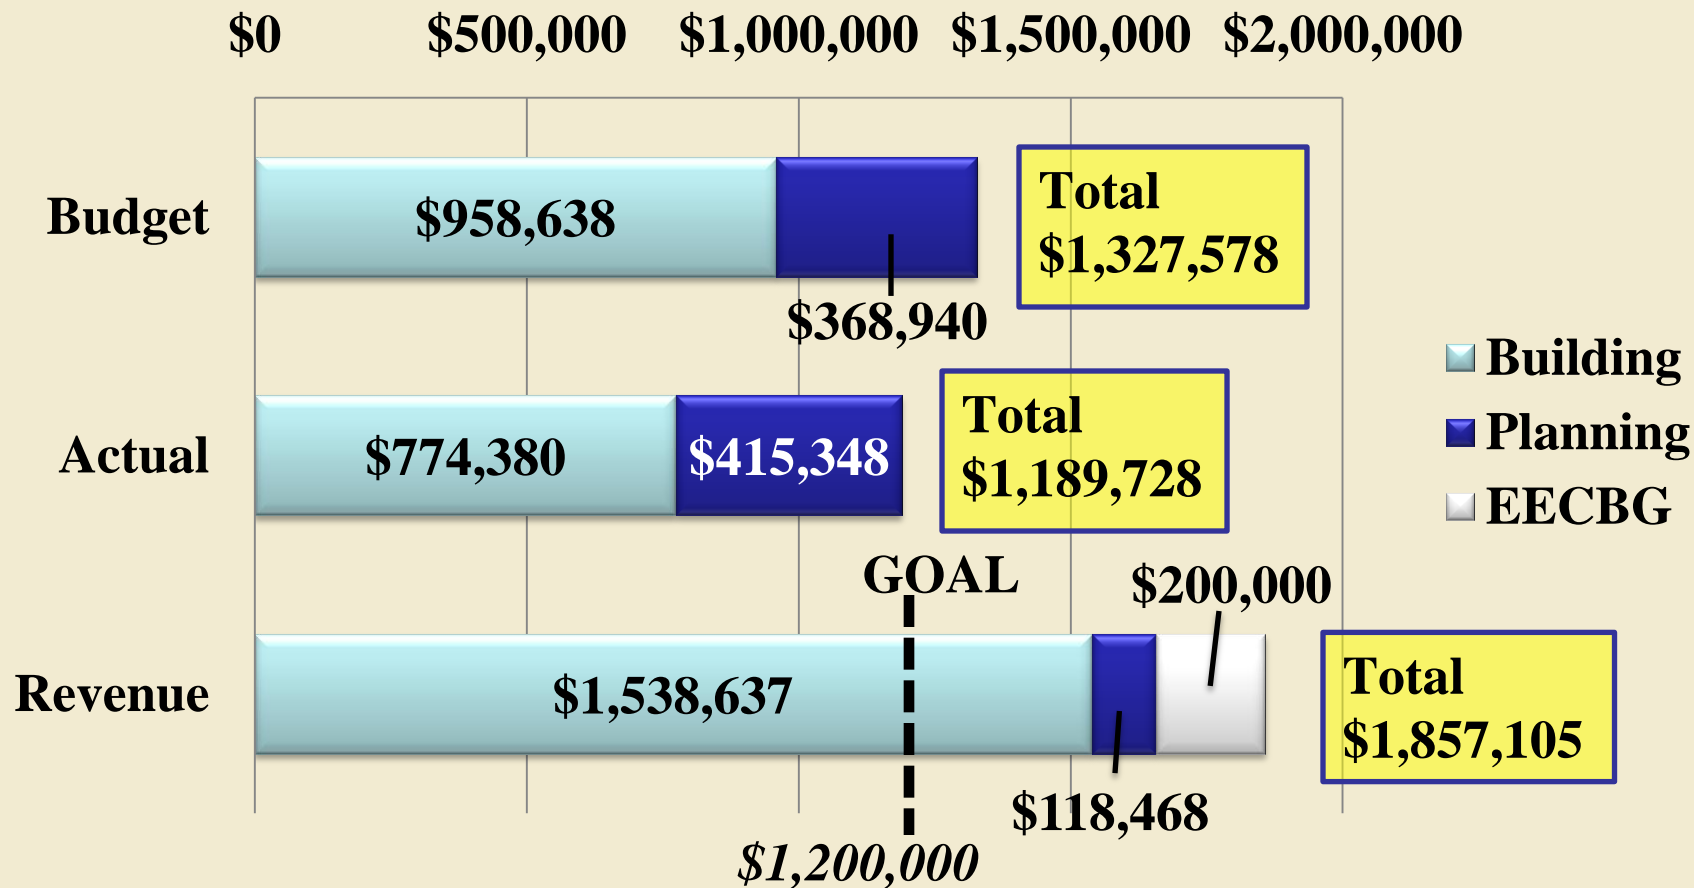 $0 $500,000 $1,000,000 $1,500,000 $2,000,000
Budget
$958,638
$368,940
Total
$1,327,578
Actual
$774,380
$415,348
Total
$1,189,728
Revenue
GOAL
$1,538,637
$118,468
$200,000
Total
$1,857,105
$1,200,000
Building
Planning
EECBG